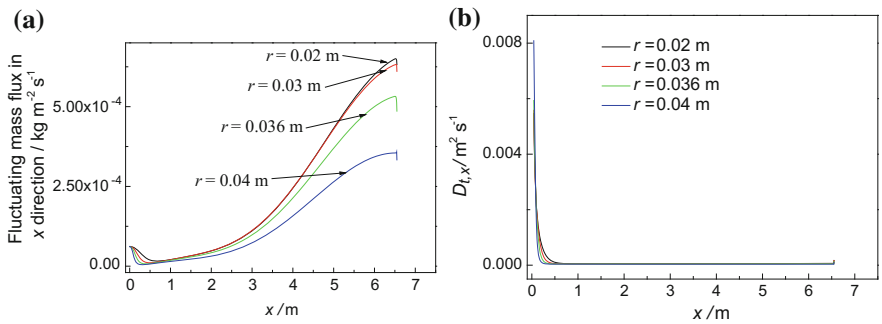 (a)
Fluctuating mass flux in
x direction / kg m⁻² s⁻¹
5.00x10⁻⁴
2.50x10⁻⁴
0.00
r = 0.02 m
r = 0.03 m
r = 0.036 m
r = 0.04 m
0 1 2 3 4 5 6 7
x /m
(b)
D_{t,x}/m² s⁻¹
0.008
0.004
0.000
r = 0.02 m
r = 0.03 m
r = 0.036 m
r = 0.04 m
0 1 2 3 4 5 6 7
x /m